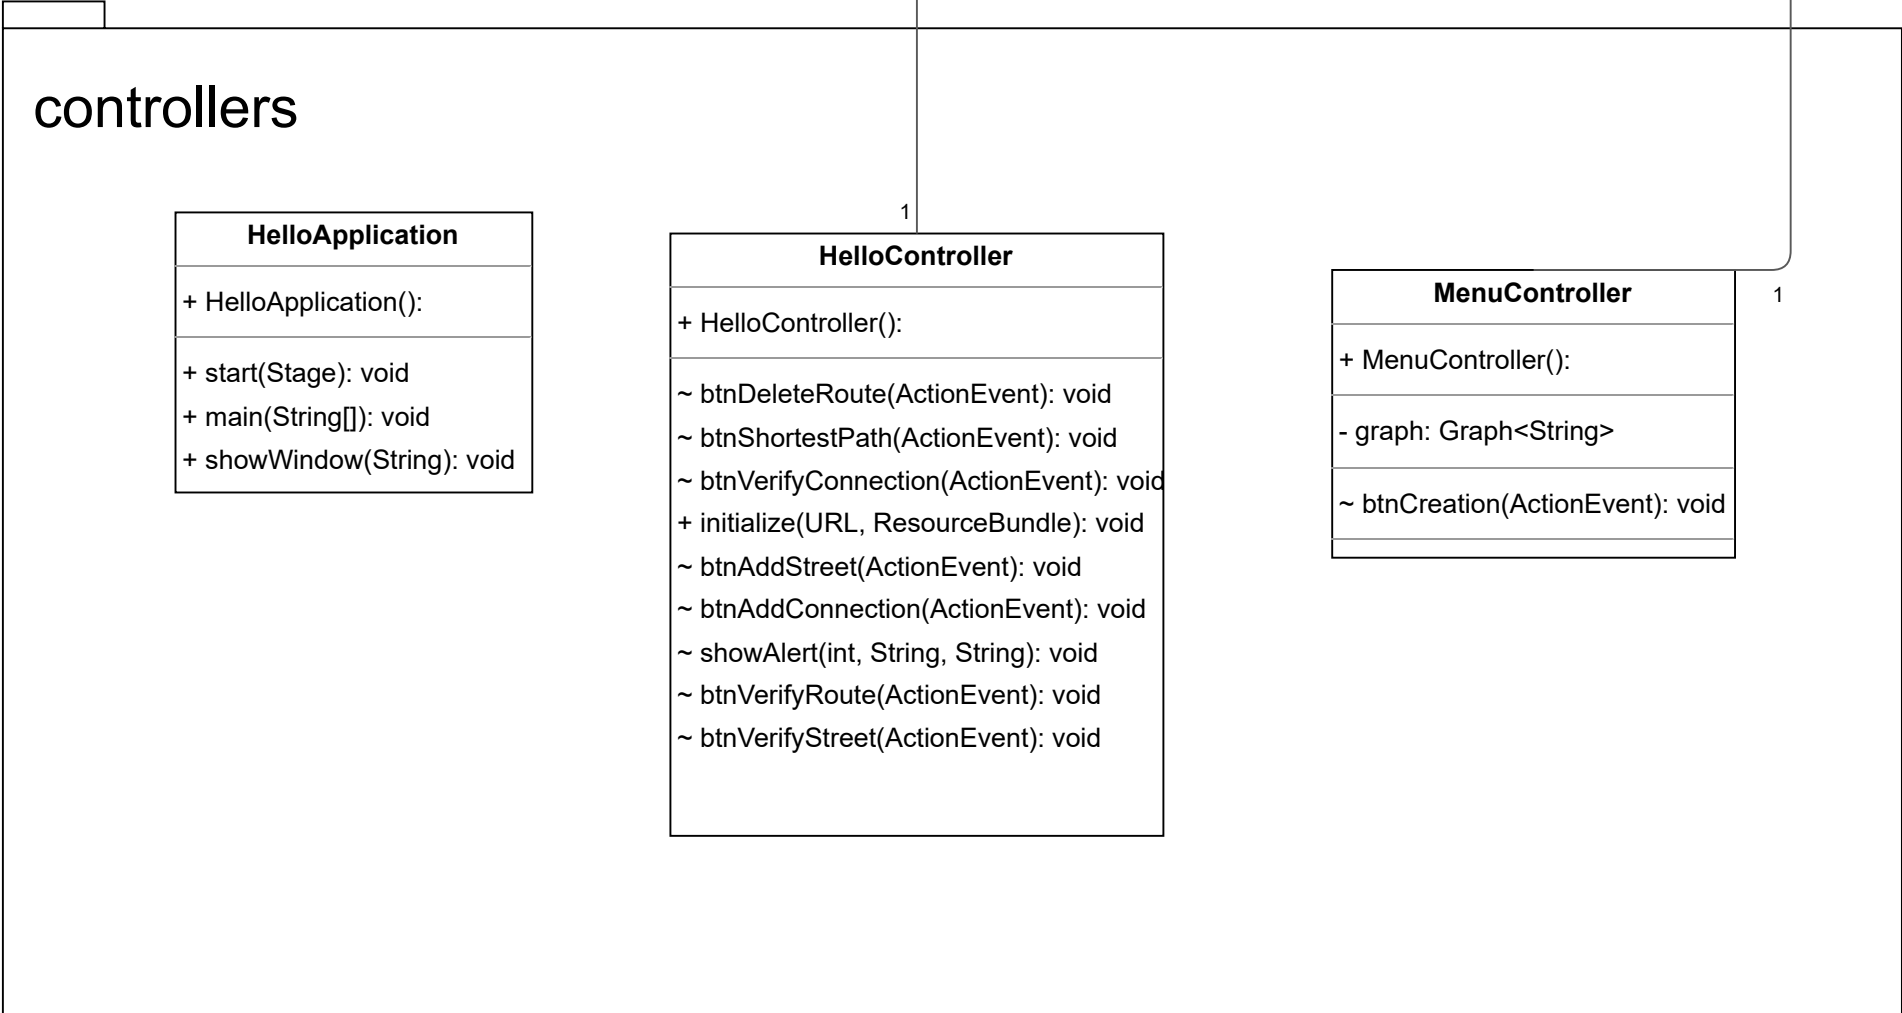 controllers
HelloApplication
+ HelloApplication():
+ start(Stage): void
+ main(String[]): void
+ showWindow(String): void
1
HelloController
+ HelloController():
~ btnDeleteRoute(ActionEvent): void
~ btnShortestPath(ActionEvent): void
~ btnVerifyConnection(ActionEvent): void
+ initialize(URL, ResourceBundle): void
~ btnAddStreet(ActionEvent): void
~ btnAddConnection(ActionEvent): void
~ showAlert(int, String, String): void
~ btnVerifyRoute(ActionEvent): void
~ btnVerifyStreet(ActionEvent): void
MenuController
1
+ MenuController():
- graph: Graph<String>
~ btnCreation(ActionEvent): void